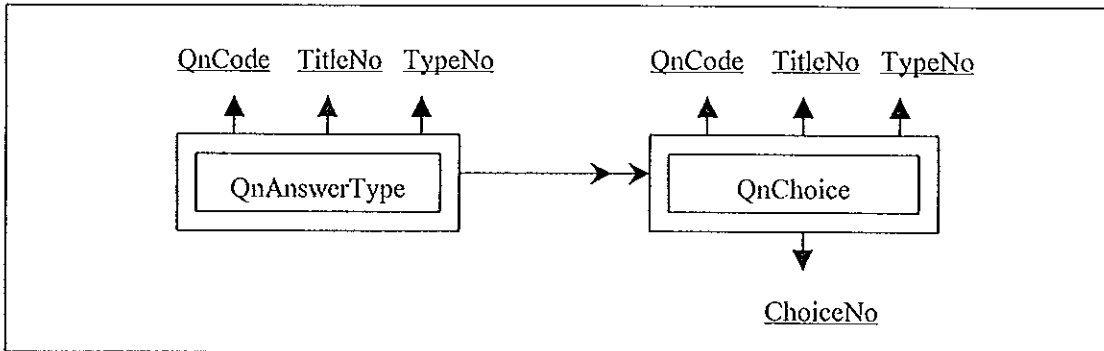 QnCode TitleNo TypeNo QnCode TitleNo TypeNo
QnAnswerType QnChoice
ChoiceNo